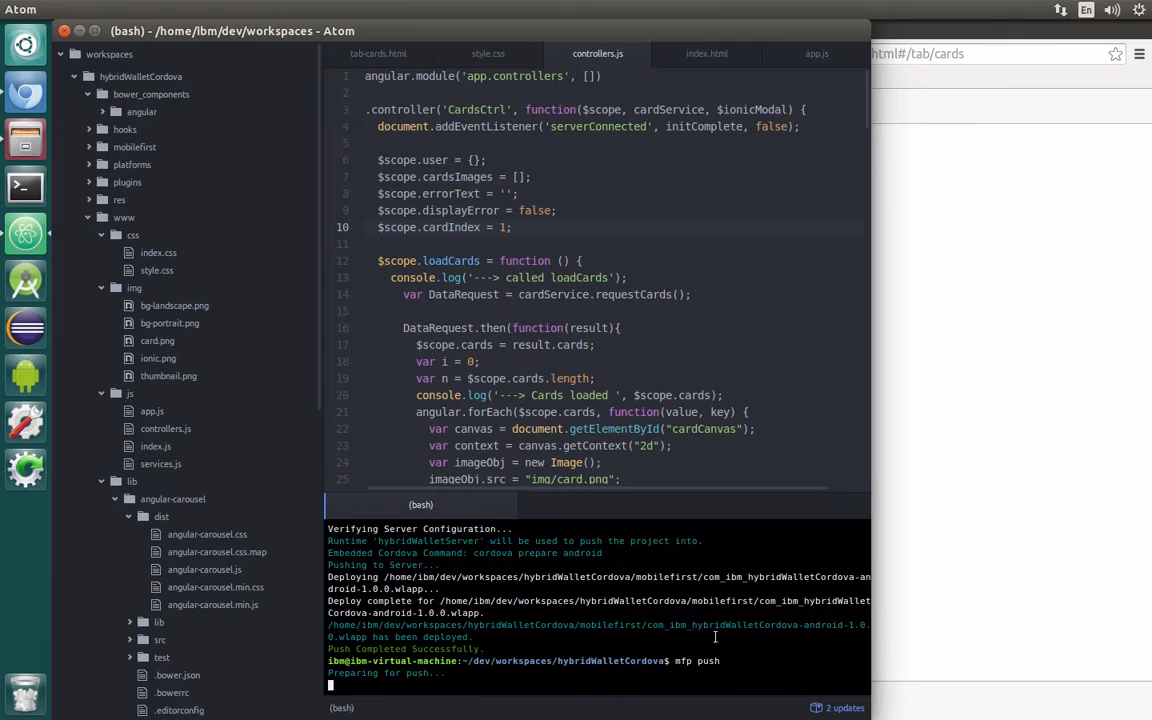 Atom
En
(bash) - /home/ibm/dev/workspaces - Atom
html#/tab/cards
workspaces
hybridWalletCordova
bower_components
angular
hooks
mobilefirst
platforms
plugins
res
www
css
index.css
style.css
img
bg-landscape.png
bg-portrait.png
card.png
ionic.png
thumbnail.png
js
app.js
controllers.js
index.js
services.js
lib
angular-carousel
dist
angular-carousel.css
angular-carousel.css.map
angular-carousel.js
angular-carousel.min.css
angular-carousel.min.js
lib
src
test
.bower.json
.bowerrc
.editorconfig
tab-cards.html style.css controllers.js index.html app.js
1 angular.module('app.controllers', [])
2
3 .controller('CardsCtrl', function($scope, cardService, $ionicModal) {
4 document.addEventListener('serverConnected', initComplete, false);
5
6 $scope.user = {};
7 $scope.cardsImages = [];
8 $scope.errorText = '';
9 $scope.displayError = false;
10 $scope.cardIndex = 1;
11
12 $scope.loadCards = function () {
13 console.log('---> called loadCards');
14 var DataRequest = cardService.requestCards();
15
16 DataRequest.then(function(result){
17 $scope.cards = result.cards;
18 var i = 0;
19 var n = $scope.cards.length;
20 console.log('---> Cards loaded ', $scope.cards);
21 angular.forEach($scope.cards, function(value, key) {
22 var canvas = document.getElementById("cardCanvas");
23 var context = canvas.getContext("2d");
24 var imageObj = new Image();
25 imageObj.src = "img/card.png";
(bash)
Verifying Server Configuration...
Runtime 'hybridWalletServer' will be used to push the project into.
Embedded Cordova Command: cordova prepare android
Pushing to Server...
Deploying /home/ibm/dev/workspaces/hybridWalletCordova/mobilefirst/com_ibm_hybridWalletCordova-an
droid-1.0.0.wlapp...
Deploy complete for /home/ibm/dev/workspaces/hybridWalletCordova/mobilefirst/com_ibm_hybridWallet
Cordova-android-1.0.0.wlapp.
/home/ibm/dev/workspaces/hybridWalletCordova/mobilefirst/com_ibm_hybridWalletCordova-android-1.0.
0.wlapp has been deployed.
Push Completed Successfully.
ibm@ibm-virtual-machine:~/dev/workspaces/hybridWalletCordova$ mfp push
Preparing for push...
(bash)
2 updates